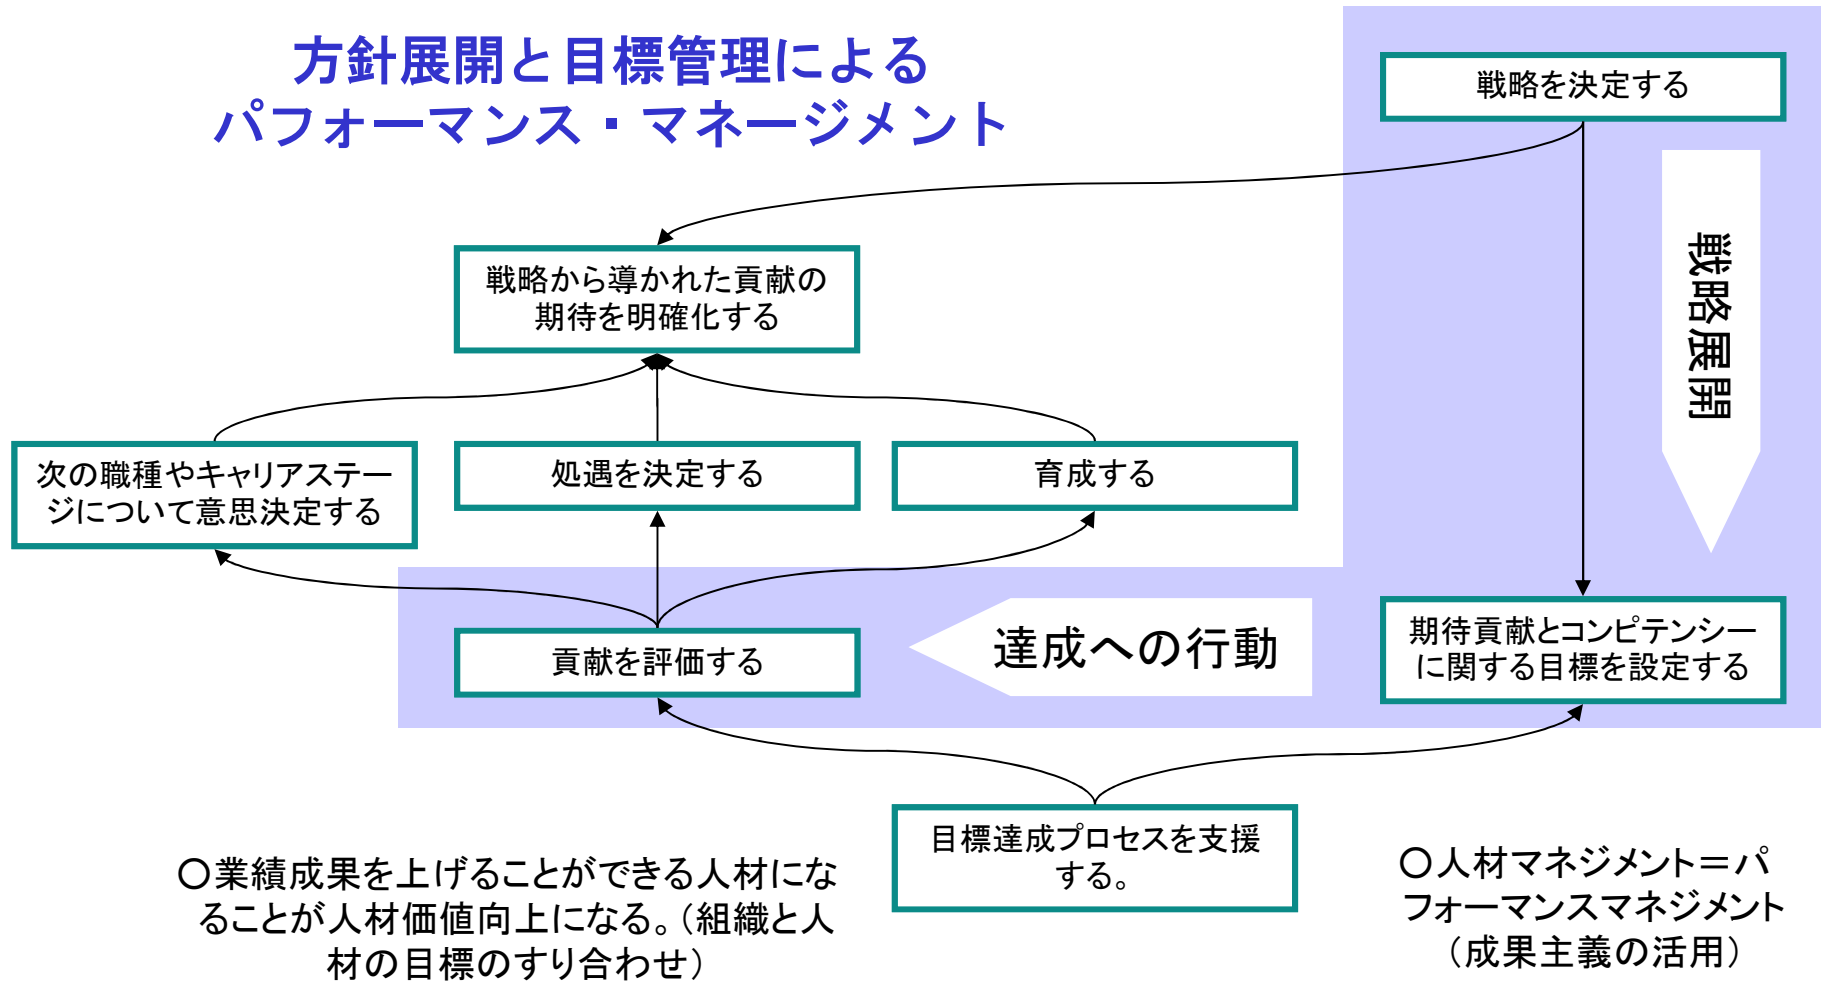 方針展開と目標管理による
パフォーマンス・マネージジメント
戦略を決定する
戦略展開
戦略から導かれた貢献の
期待を明確化する
次の職種やキャリアステー
ジについて意思決定する
処遇を決定する
育成する
貢献を評価する
達成への行動
期待貢献とコンピテンシー
に関する目標を設定する
目標達成プロセスを支援
する。
〇業績成果を上げることができる人材にな
ることが人材価値向上になる。（組織と人
材の目標のすり合わせ）
〇人材マネジメント＝パ
フォーマンスマネジメント
（成果主義の活用）